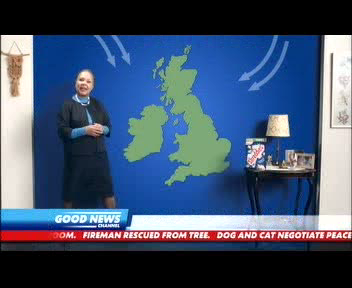 GOOD NEWS
CHANNEL
OOM. FIREMAN RESCUED FROM TREE. DOG AND CAT NEGOTIATE PEACE